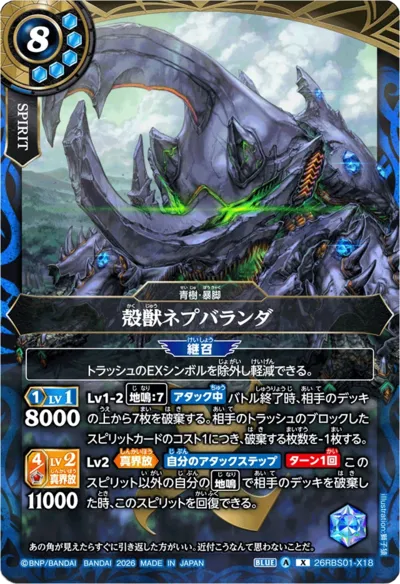 8
SPIRIT
青樹・暴脚
殻獣ネプバランダ
継召
トラッシュのEXシンボルを除外し軽減できる。
1 LV1 8000
Lv1-2 地鳴:7 アタック中 バトル終了時、相手のデッキ
の上から7枚を破棄する。相手のトラッシュのブロックした
スピリットカードのコスト1につき、破棄する枚数を-1枚する。
4 LV2 真界放 11000
Lv2 真界放 自分のアタックステップ ターン1回 この
スピリット以外の自分の 地鳴 で相手のデッキを破棄し
た時、このスピリットを回復できる。
あの角が見えたらすぐに引き返した方がいい。近付こうなんて思わないことだ。
©BNP/BANDAI BANDAI 2026 MADE IN JAPAN
BLUE A X 26RBS01-X18